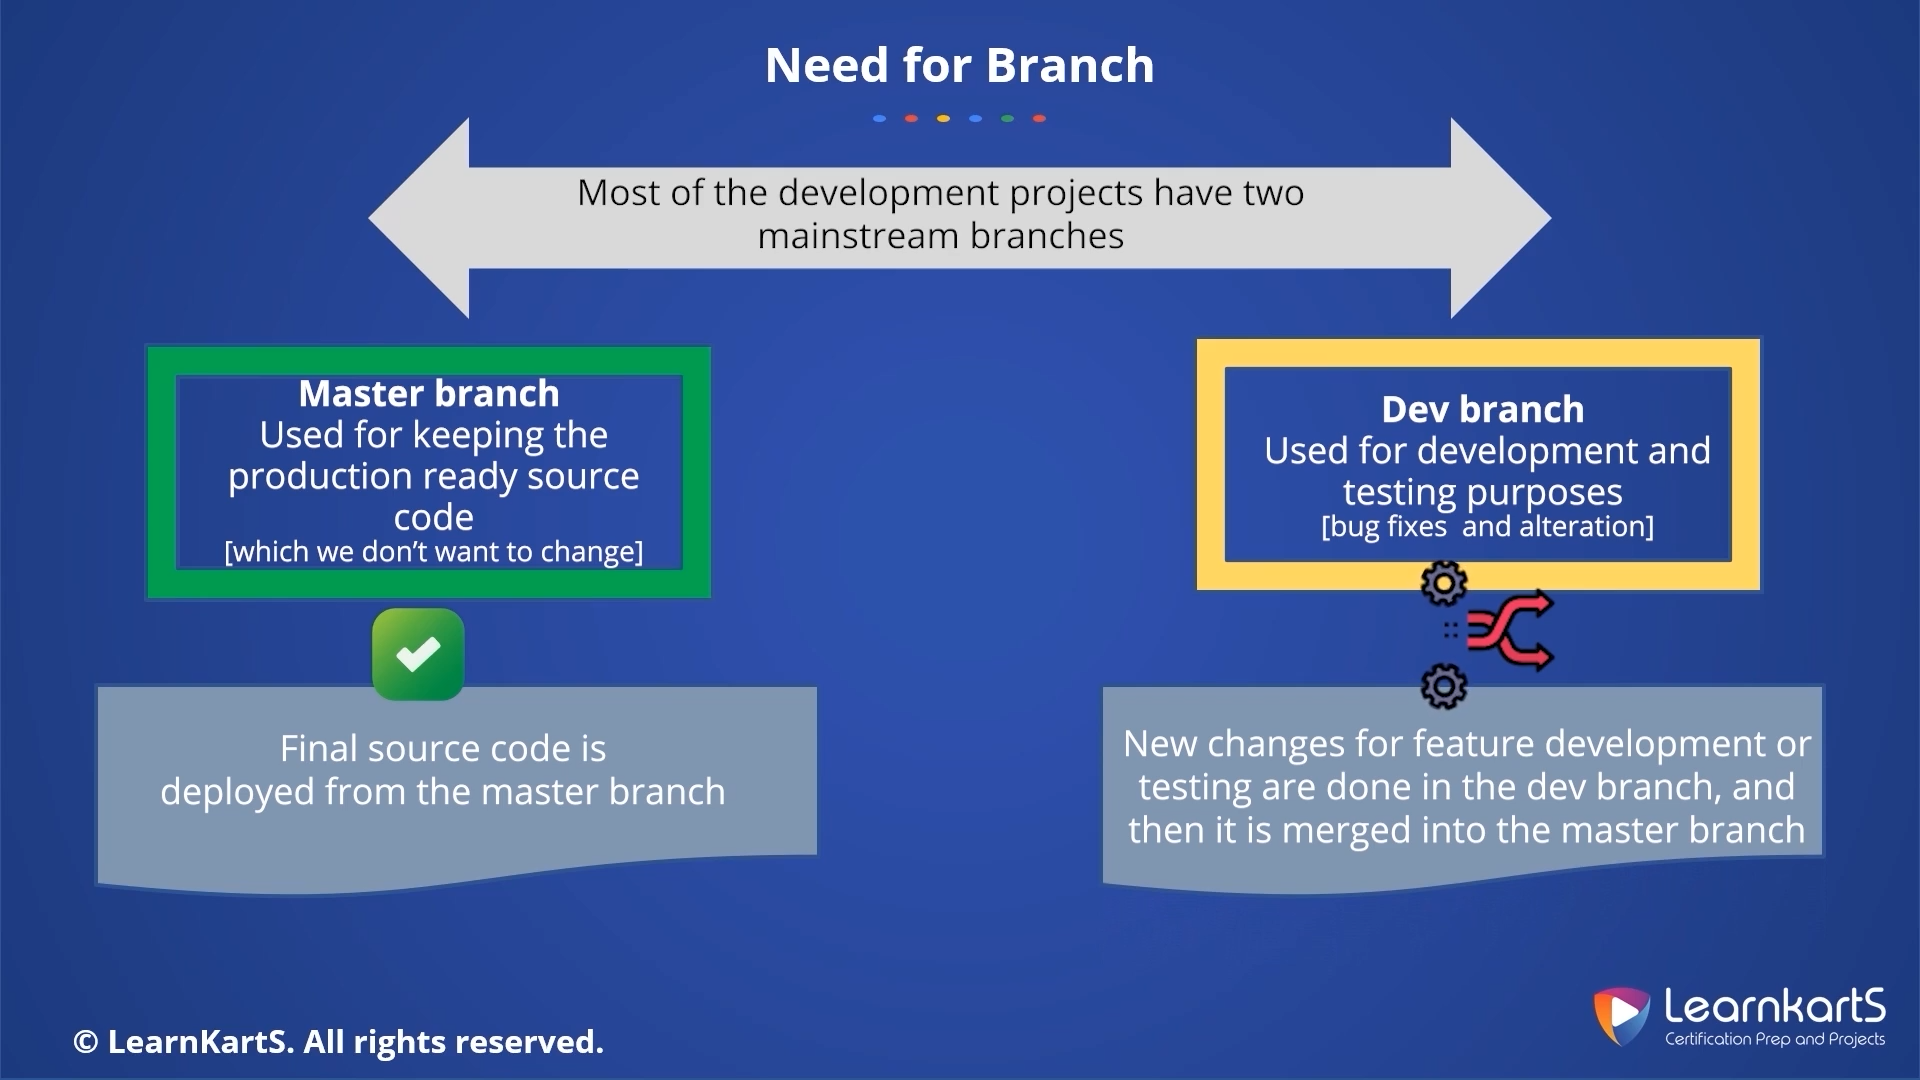 Need for Branch
Most of the development projects have two
mainstream branches
Master branch
Used for keeping the
production ready source
code
[which we don’t want to change]
Dev branch
Used for development and
testing purposes
[bug fixes  and alteration]
Final source code is
deployed from the master branch
New changes for feature development or
testing are done in the dev branch, and
then it is merged into the master branch
© LearnKartS. All rights reserved.
LearnkartS
Certification Prep and Projects